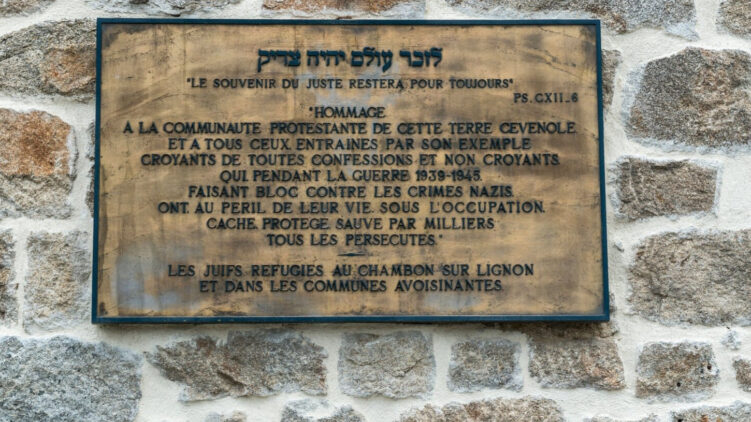 לזכר עולם יהיה צדיק
"LE SOUVENIR DU JUSTE RESTERA POUR TOUJOURS"
PS. CXII_6
"HOMMAGE
A LA COMMUNAUTE PROTESTANTE DE CETTE TERRE CEVENOLE
ET A TOUS CEUX ENTRAINES PAR SON EXEMPLE
CROYANTS DE TOUTES CONFESSIONS ET NON CROYANTS
QUI PENDANT LA GUERRE 1939-1945.
FAISANT BLOC CONTRE LES CRIMES NAZIS.
ONT. AU PERIL DE LEUR VIE. SOUS L'OCCUPATION.
CACHE. PROTEGE. SAUVE PAR MILLIERS
TOUS LES PERSECUTES."
LES JUIFS REFUGIES AU CHAMBON SUR LIGNON
ET DANS LES COMMUNES AVOISINANTES.